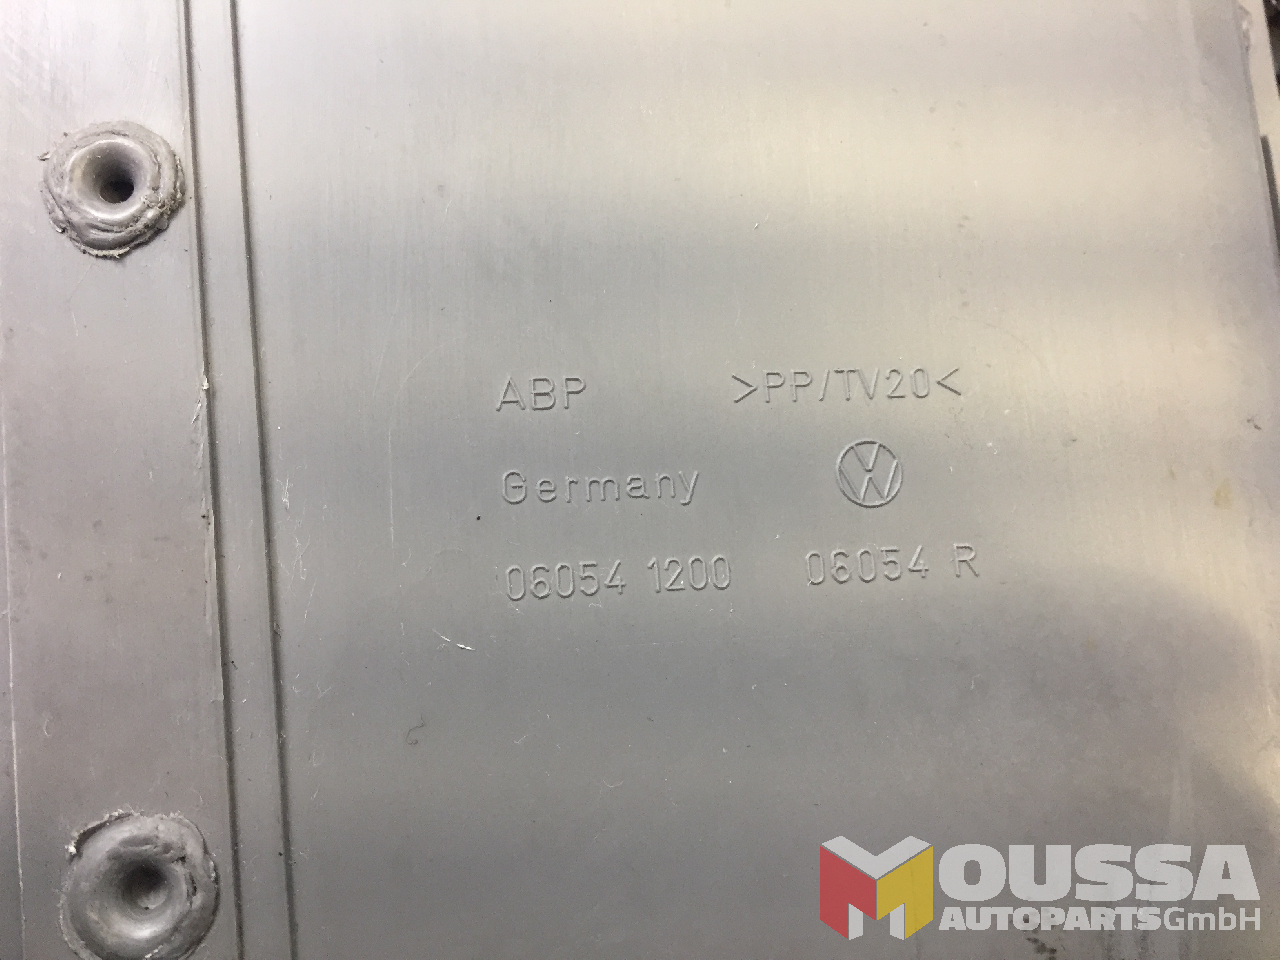 ABP >PP/TV20<
Germany
06054 1200 06054 R
MOUSSA
AUTOPARTSGmbH